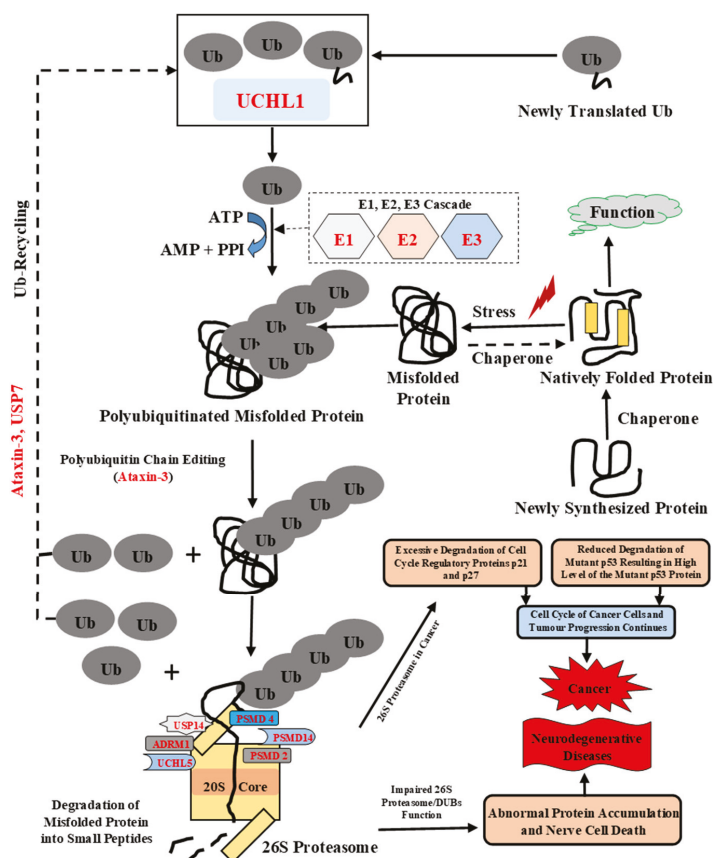 Ub
Ub
Ub
Ub
UCHL1
Newly Translated Ub
Ub
ATP
AMP + PPI
E1, E2, E3 Cascade
E1
E2
E3
Function
Ub-Recycling
Ataxin-3, USP7
Ub
Ub
Ub
Ub
Ub
Ub
Stress
Chaperone
Misfolded
Protein
Natively Folded Protein
Polyubiquitinated Misfolded Protein
Chaperone
Polyubiquitin Chain Editing
(Ataxin-3)
Newly Synthesized Protein
Ub
Ub
+
Ub
Ub
Ub
Ub
Excessive Degradation of Cell
Cycle Regulatory Proteins p21
and p27
Reduced Degradation of
Mutant p53 Resulting in High
Level of the Mutant p53 Protein
Cell Cycle of Cancer Cells and
Tumour Progression Continues
Ub
Ub
Ub
+
Ub
Ub
Ub
Ub
26S Proteasome in Cancer
Cancer
USP14
PSMD 4
ADRM1
PSMD14
UCHL5
PSMD 2
20S Core
Neurodegenerative
Diseases
Degradation of
Misfolded Protein
into Small Peptides
26S Proteasome
Impaired 26S
Proteasome/DUBs
Function
Abnormal Protein Accumulation
and Nerve Cell Death